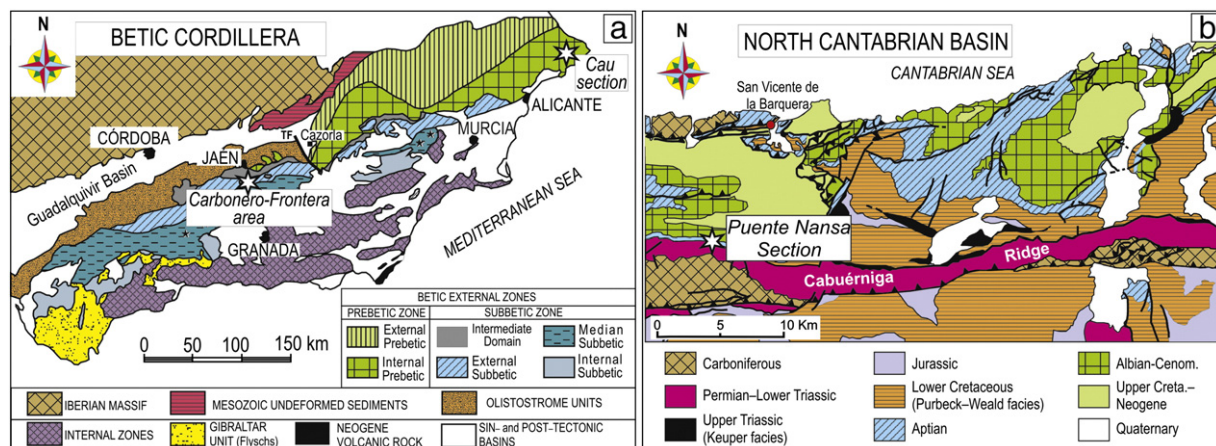 a
N
BETIC CORDILLERA
Cau
section
ALICANTE
MURCIA
CÓRDOBA
TF
Cazorla
JAÉN
Guadalquivir Basin
Carbonero-Frontera
area
GRANADA
MEDITERRANEAN SEA
0 50 100 150 km
BETIC EXTERNAL ZONES
PREBETIC ZONE
SUBBETIC ZONE
External
Prebetic
Intermediate
Domain
Median
Subbetic
Internal
Prebetic
External
Subbetic
Internal
Subbetic
IBERIAN MASSIF
MESOZOIC UNDEFORMED SEDIMENTS
OLISTOSTROME UNITS
INTERNAL ZONES
GIBRALTAR
UNIT (Flyschs)
NEOGENE
VOLCANIC ROCK
SIN- and POST-TECTONIC
BASINS
b
N
NORTH CANTABRIAN BASIN
CANTABRIAN SEA
San Vicente de
la Barquera
Puente Nansa
Section
Cabuérniga
Ridge
0 5 10 Km
Carboniferous
Jurassic
Albian-Cenom.
Permian–Lower Triassic
Lower Cretaceous
(Purbeck–Weald facies)
Upper Creta.–
Neogene
Upper Triassic
(Keuper facies)
Aptian
Quaternary